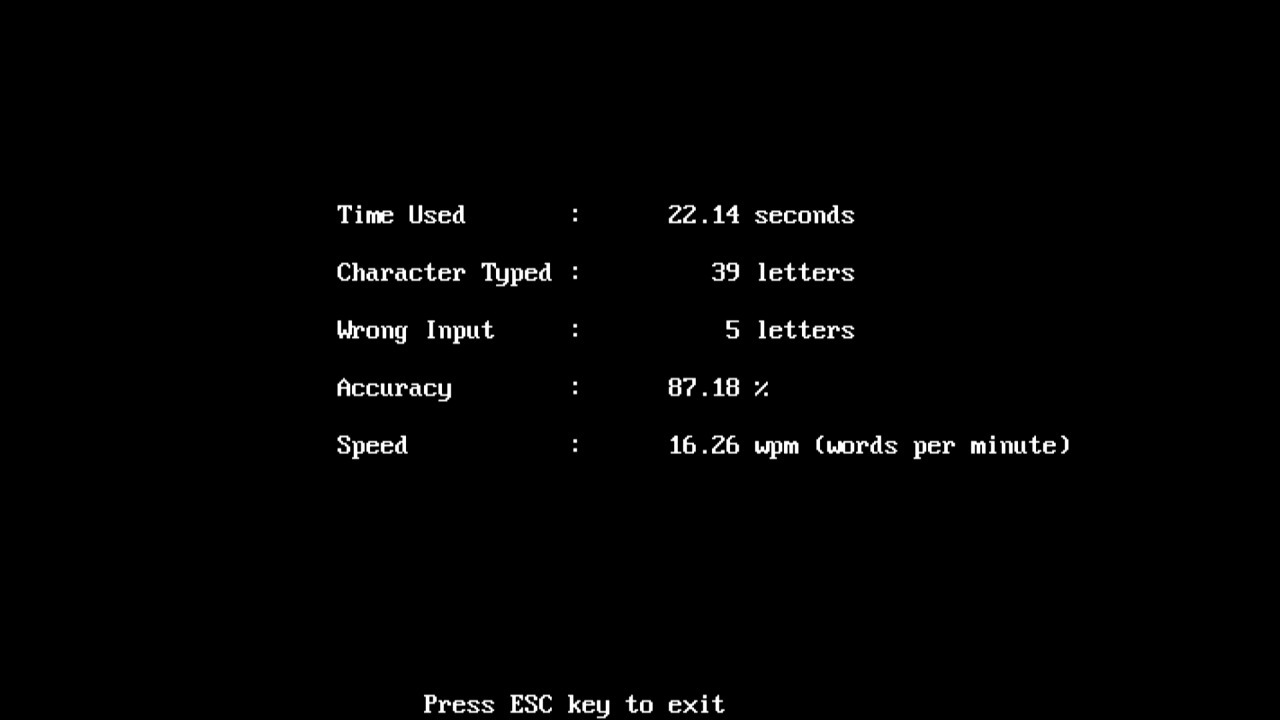 Time Used : 22.14 seconds
Character Typed : 39 letters
Wrong Input : 5 letters
Accuracy : 87.18 %
Speed : 16.26 wpm (words per minute)
Press ESC key to exit